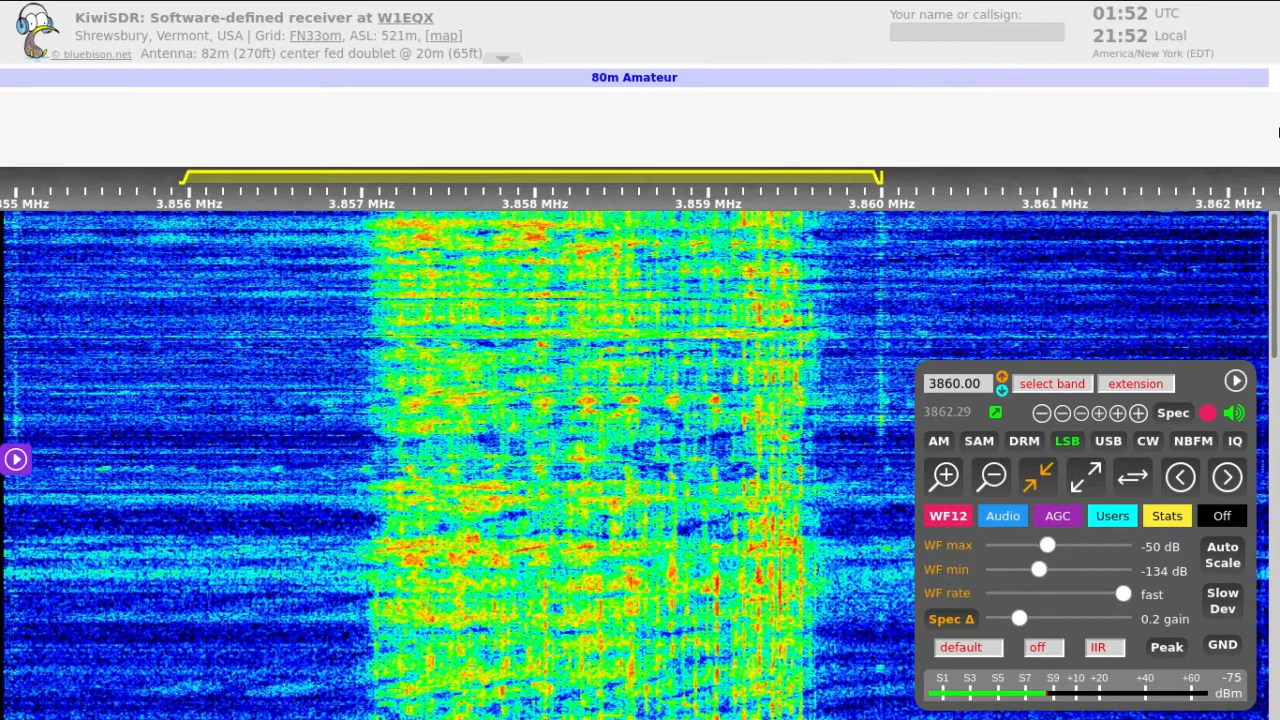 KiwiSDR: Software-defined receiver at W1EQX
Shrewsbury, Vermont, USA | Grid: FN33om, ASL: 521m, [map]
© bluebison.net Antenna: 82m (270ft) center fed doublet @ 20m (65ft)
Your name or callsign:
01:52 UTC
21:52 Local
America/New York (EDT)
80m Amateur
355 MHz 3.856 MHz 3.857 MHz 3.858 MHz 3.859 MHz 3.860 MHz 3.861 MHz 3.862 MHz
3860.00 select band extension
3862.29 Spec
AM SAM DRM LSB USB CW NBFM IQ
WF12 Audio AGC Users Stats Off
WF max -50 dB
WF min -134 dB
Auto Scale
WF rate fast
Spec Δ 0.2 gain
Slow Dev
default off IIR Peak GND
S1 S3 S5 S7 S9 +10 +20 +40 +60 -75
dBm